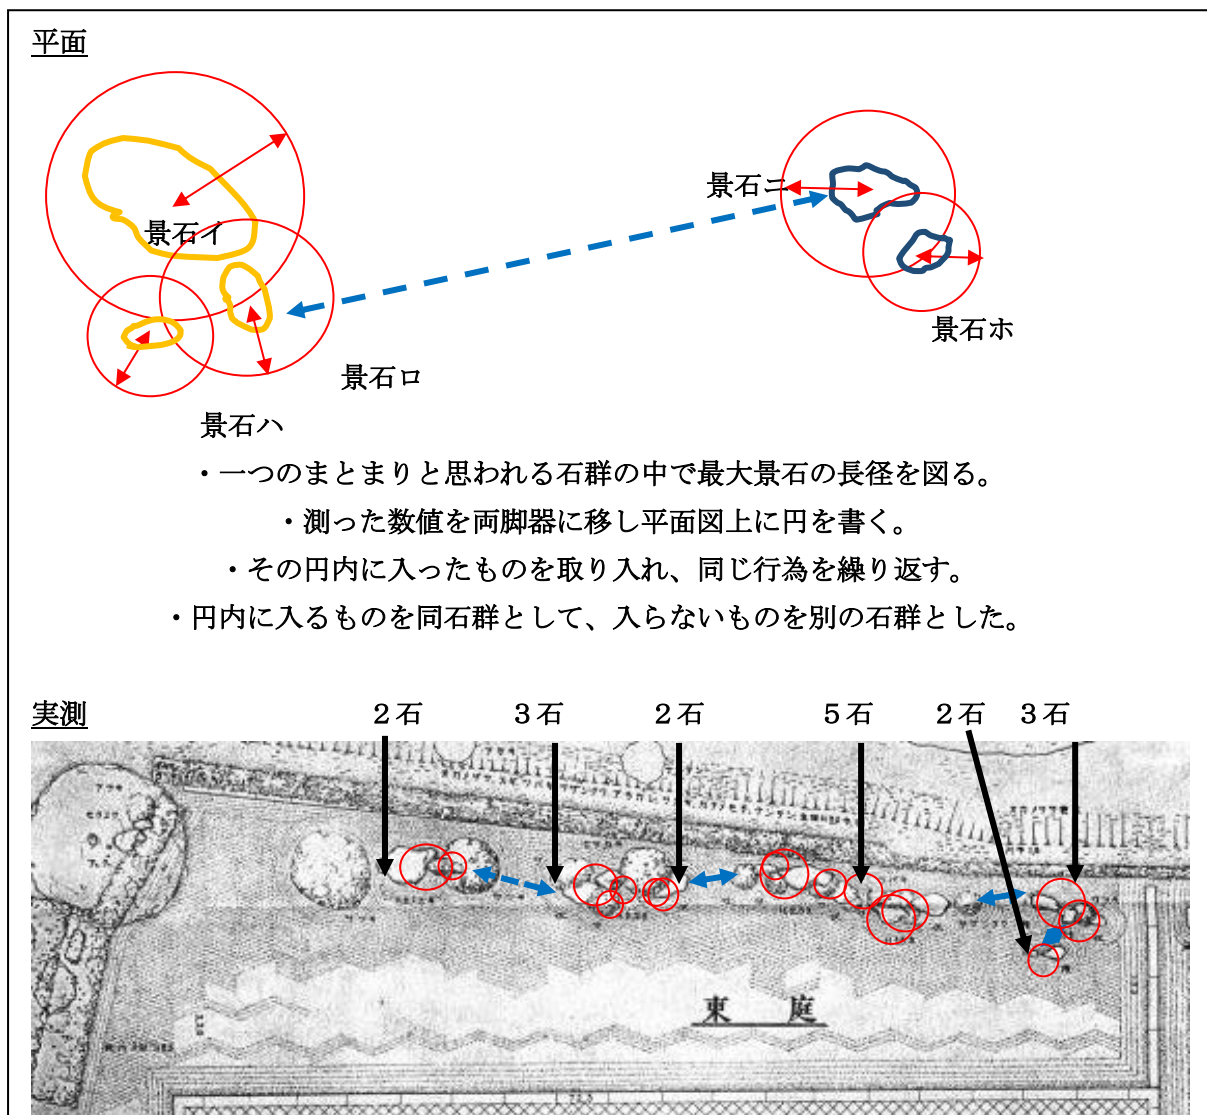 平面
景石ニ
景石イ
景石ホ
景石ロ
景石ハ
・一つのまとまりと思われる石群の中で最大景石の長径を図る。
・測った数値を両脚器に移し平面図上に円を書く。
・その円内に入ったものを取り入れ、同じ行為を繰り返す。
・円内に入るものを同石群として、入らないものを別の石群とした。
実測
２石　３石　２石　５石　２石　３石
東　庭